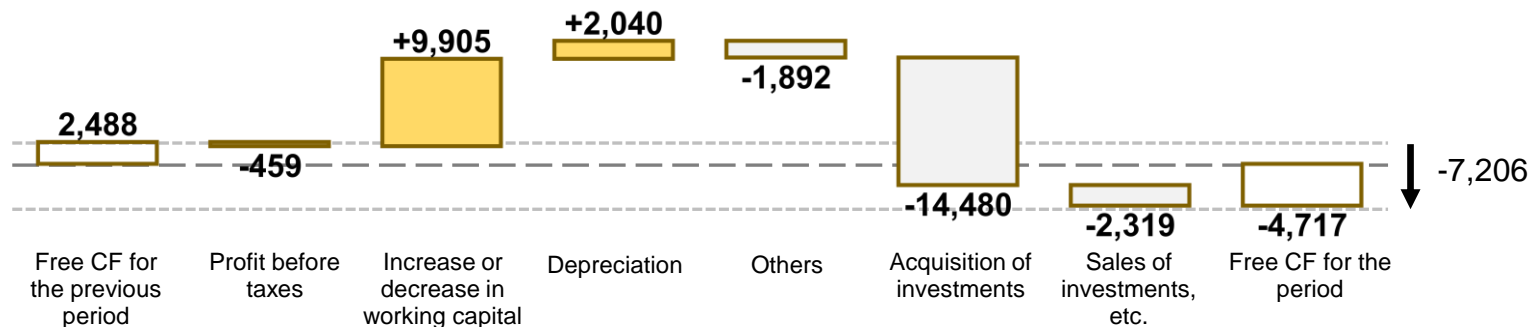 +2,040
+9,905
-1,892
2,488
-459
-7,206
-14,480
-2,319
-4,717
Free CF for
the previous
period
Profit before
taxes
Increase or
decrease in
working capital
Depreciation
Others
Acquisition of
investments
Sales of
investments,
etc.
Free CF for the
period